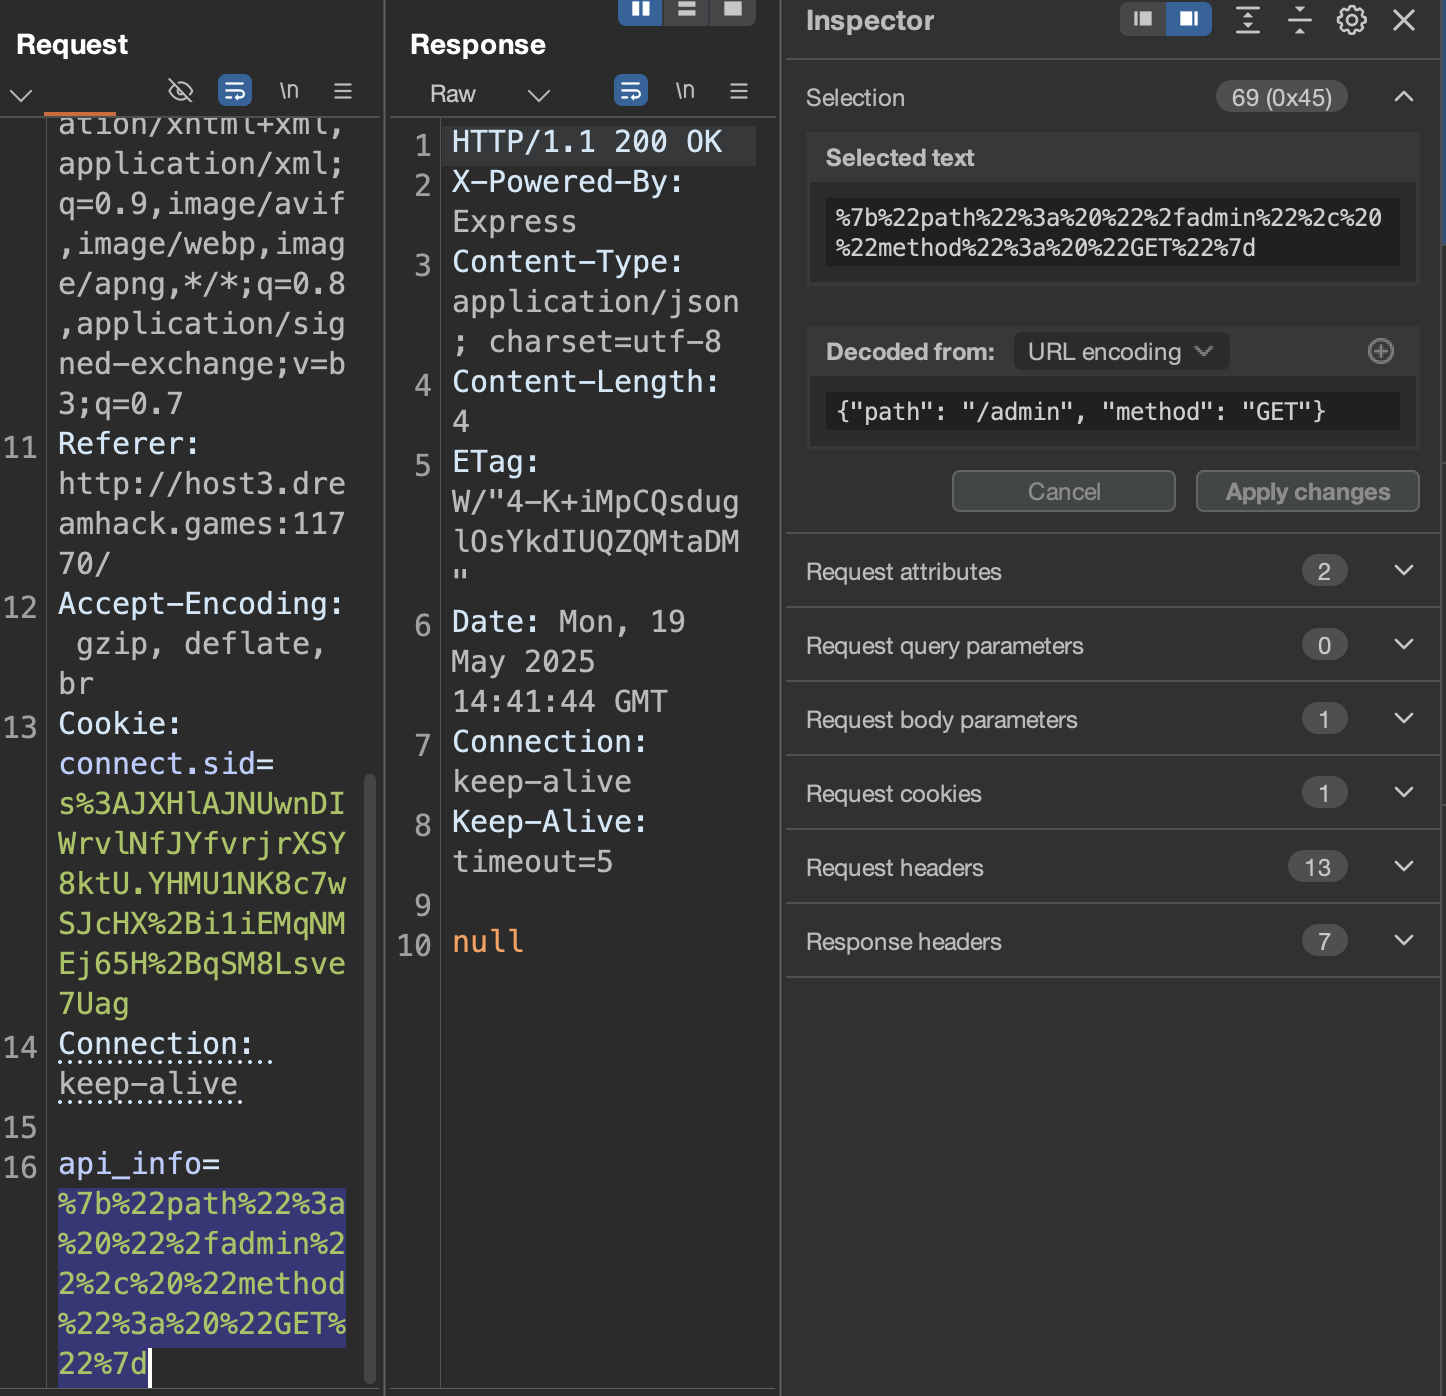 Request
\n
ation/xhtml+xml,
application/xml;
q=0.9,image/avif
,image/webp,imag
e/apng,*/*;q=0.8
,application/sig
ned-exchange;v=b
3;q=0.7
11 Referer:
http://host3.dre
amhack.games:117
70/
12 Accept-Encoding:
gzip, deflate,
br
13 Cookie:
connect.sid=
s%3AJXHlAJNUwnDI
WrvlNfJYfvrjrXSY
8ktU.YHMU1NK8c7w
SJcHX%2Bi1iEMqNM
Ej65H%2BqSM8Lsve
7Uag
14 Connection:
keep-alive
15
16 api_info=
%7b%22path%22%3a
%20%22%2fadmin%2
2%2c%20%22method
%22%3a%20%22GET%
22%7d
Response
Raw \n
1 HTTP/1.1 200 OK
2 X-Powered-By:
Express
3 Content-Type:
application/json
; charset=utf-8
4 Content-Length:
4
5 ETag:
W/"4-K+iMpCQsdug
lOsYkdIUQZQMtaDM
"
6 Date: Mon, 19
May 2025
14:41:44 GMT
7 Connection:
keep-alive
8 Keep-Alive:
timeout=5
9
10 null
Inspector
Selection 69 (0x45)
Selected text
%7b%22path%22%3a%20%22%2fadmin%22%2c%20
%22method%22%3a%20%22GET%22%7d
Decoded from: URL encoding
{"path": "/admin", "method": "GET"}
Cancel Apply changes
Request attributes 2
Request query parameters 0
Request body parameters 1
Request cookies 1
Request headers 13
Response headers 7